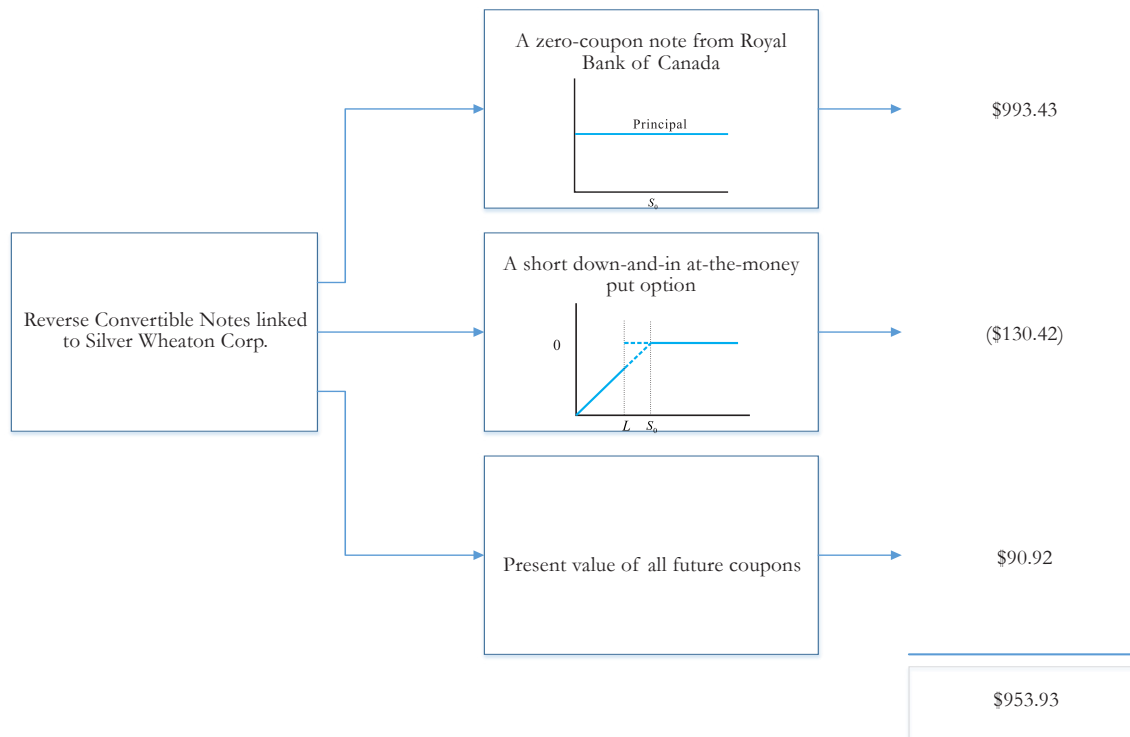 A zero-coupon note from Royal
Bank of Canada
Principal
S₀
$993.43
Reverse Convertible Notes linked
to Silver Wheaton Corp.
A short down-and-in at-the-money
put option
0
L S₀
($130.42)
Present value of all future coupons
$90.92
$953.93